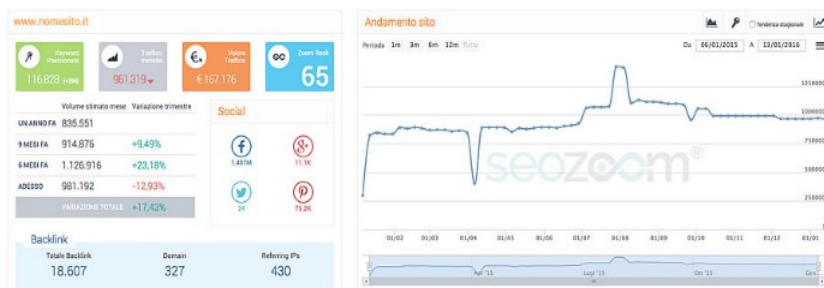 www.nomesito.it
Keyword
Posizionate
116.828
Traffico
mensile
961.319
Valore
Traffico
€ 167.176
Zoom Rank
65
Volume stimato mese Variazione trimestre
UN ANNO FA 835.551
9 MESI FA 914.876 +9,49%
6 MESI FA 1.126.916 +23,18%
ADESSO 981.192 -12,93%
VARIAZIONE TOTALE +17,43%
Social
11.1K
24
75.2K
Backlink
Totale Backlink Domain Referring IPs
18.607 327 430
Andamento sito
Tendenza stagionale
Periodo 1m 3m 6m 12m Tutto
Da 06/01/2015 A 13/01/2016
1250000
1000000
750000
500000
250000
seozoom®
01/02 01/03 01/04 01/05 01/06 01/07 01/08 01/09 01/10 01/11 01/12 01/01
Apr '15 Lugl '15 Ott '15 Gen